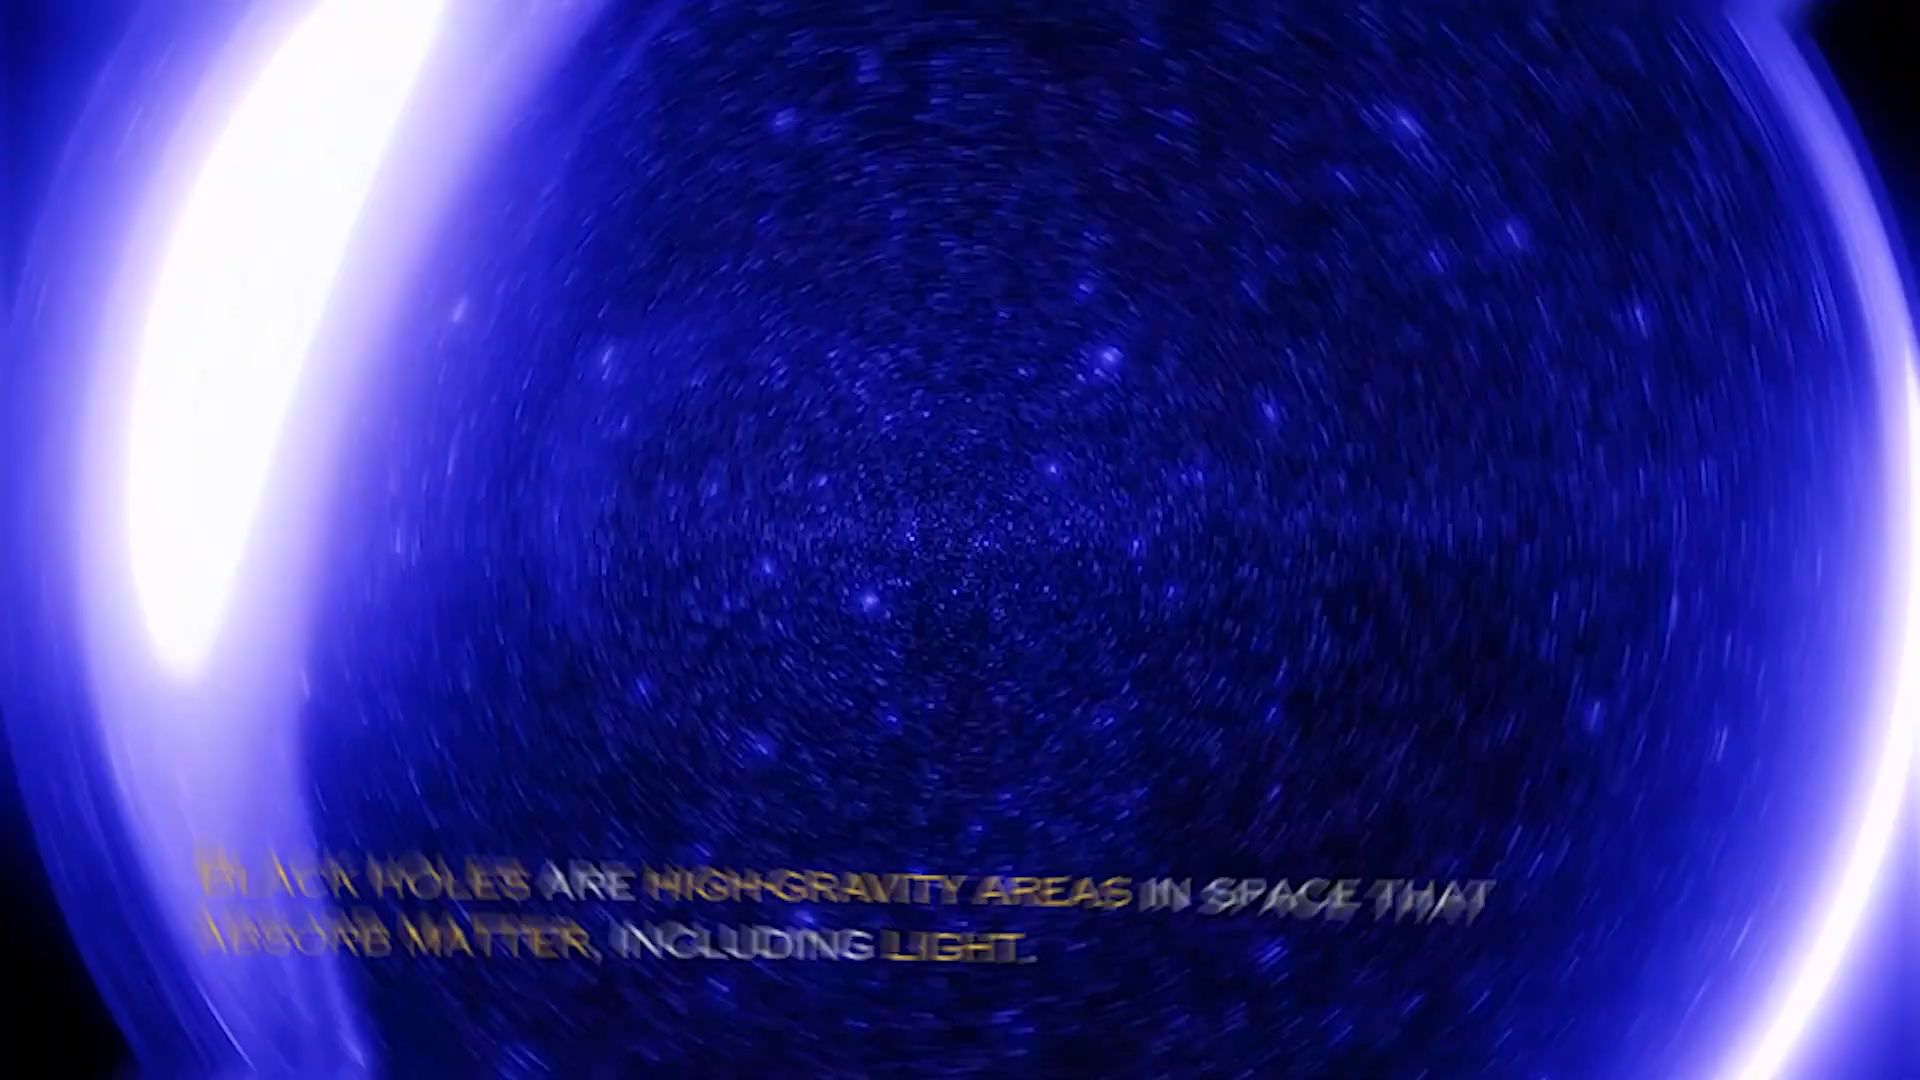 BLACK HOLES ARE HIGH-GRAVITY AREAS IN SPACE THAT
ABSORB MATTER, INCLUDING LIGHT.